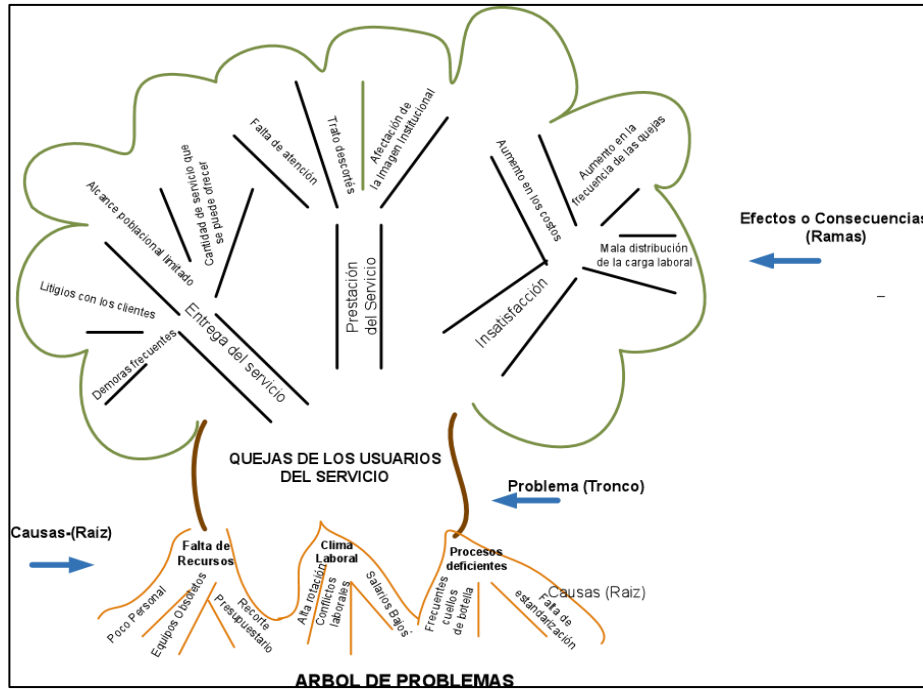 Falta de atención
Trato descortés
Afectación de
la Imagen Institucional
Aumento en los costos
Aumento en la
frecuencia de las quejas
Cantidad de servicio que
se puede ofrecer
Alcance poblacional limitado
Litigios con los clientes
Demoras frecuentes
Entrega del servicio
Prestación
del Servicio
Insatisfacción
Mala distribución
de la carga laboral
Efectos o Consecuencias
(Ramas)
–
QUEJAS DE LOS USUARIOS
DEL SERVICIO
Problema (Tronco)
Causas-(Raiz)
Falta de
Recursos
Clima
Laboral
Procesos
deficientes
Poco Personal
Equipos Obsoletos
Recorte
Presupuestario
Alta rotación
Conflictos
laborales
Salarios Bajos
Frecuentes
cuellos
de botella
Falta de
estandarización
Causas (Raiz)
ARBOL DE PROBLEMAS